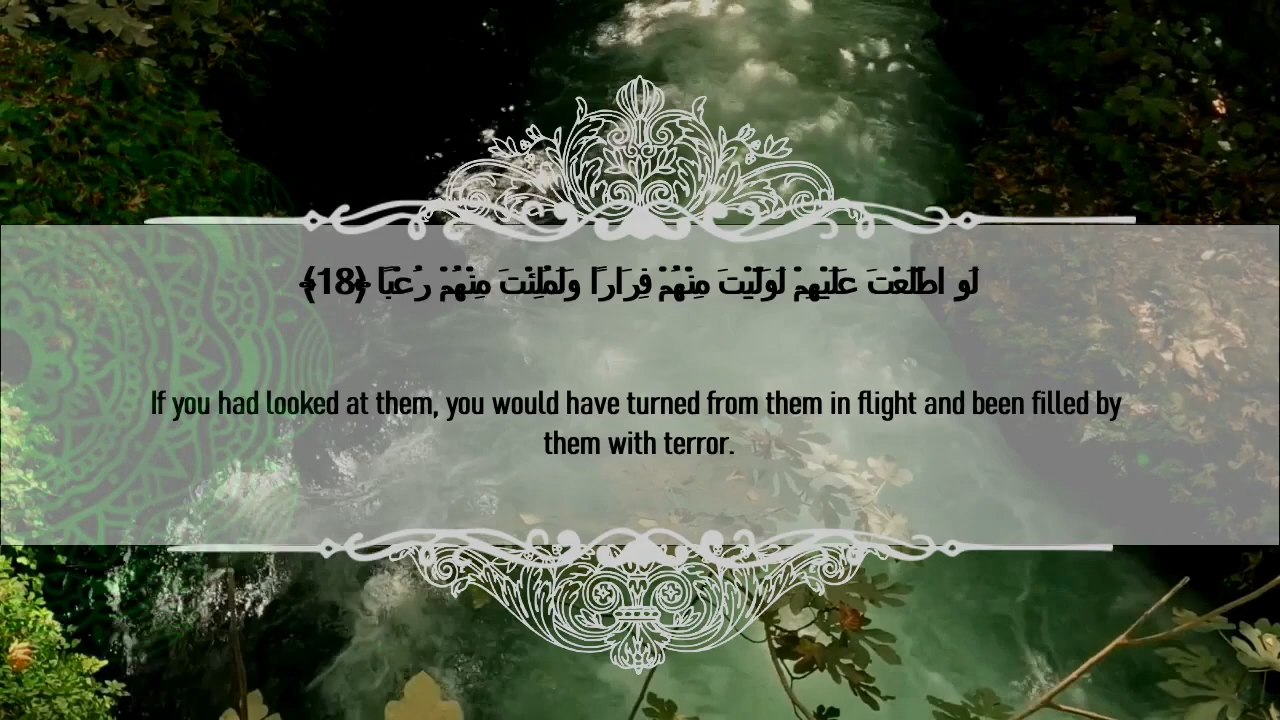 لَوِ اطَّلَعْتَ عَلَيْهِمْ لَوَلَّيْتَ مِنْهُمْ فِرَارًا وَلَمُلِئْتَ مِنْهُمْ رُعْبًا ﴿18﴾
If you had looked at them, you would have turned from them in flight and been filled by
them with terror.